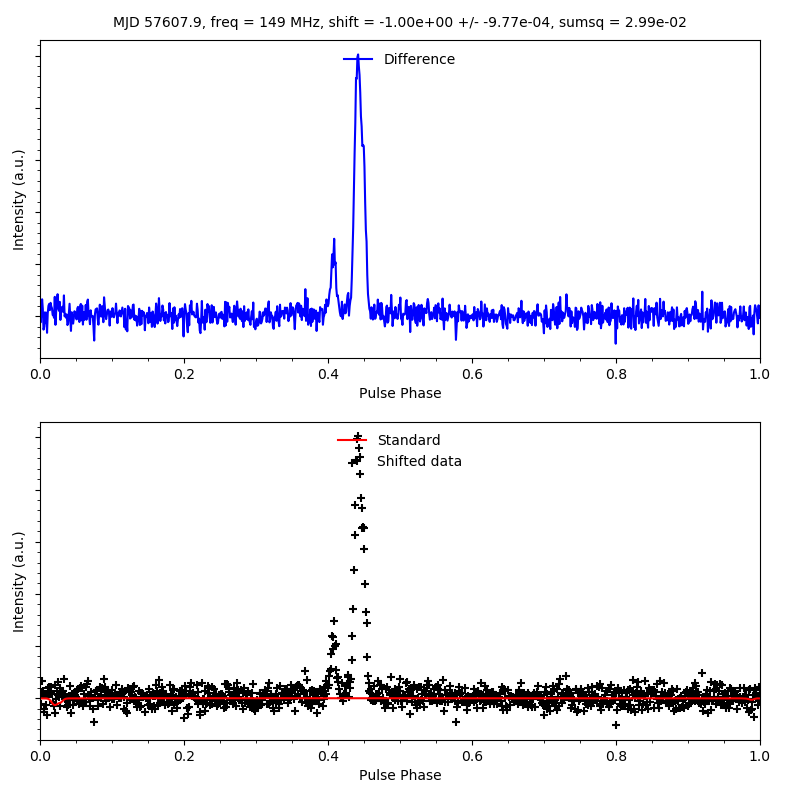 MJD 57607.9, freq = 149 MHz, shift = -1.00e+00 +/- -9.77e-04, sumsq = 2.99e-02
Difference
Intensity (a.u.)
0.0 0.2 0.4 0.6 0.8 1.0
Pulse Phase
Standard
Shifted data
Intensity (a.u.)
0.0 0.2 0.4 0.6 0.8 1.0
Pulse Phase